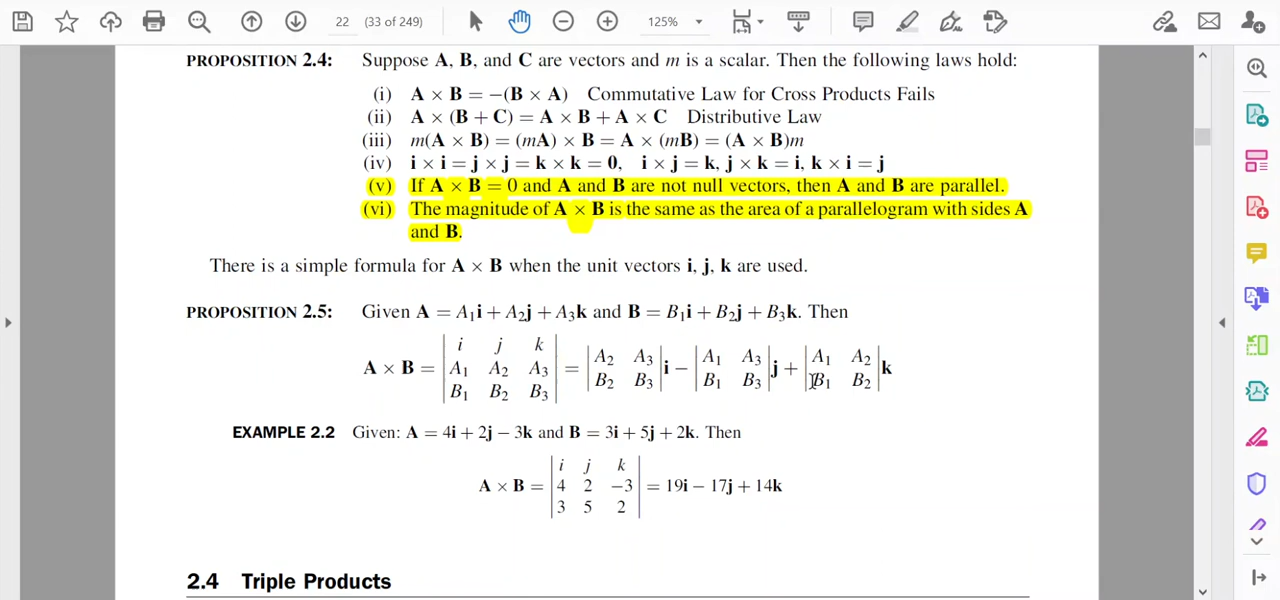 22 (33 of 249) 125%
PROPOSITION 2.4: Suppose A, B, and C are vectors and m is a scalar. Then the following laws hold:
(i) A × B = −(B × A) Commutative Law for Cross Products Fails
(ii) A × (B + C) = A × B + A × C Distributive Law
(iii) m(A × B) = (mA) × B = A × (mB) = (A × B)m
(iv) i × i = j × j = k × k = 0, i × j = k, j × k = i, k × i = j
(v) If A × B = 0 and A and B are not null vectors, then A and B are parallel.
(vi) The magnitude of A × B is the same as the area of a parallelogram with sides A
and B.
There is a simple formula for A × B when the unit vectors i, j, k are used.
PROPOSITION 2.5: Given A = A₁i + A₂j + A₃k and B = B₁i + B₂j + B₃k. Then
i j k
A₂ A₃ A₁ A₃ A₁ A₂
A × B = A₁ A₂ A₃ = i − j + k
B₂ B₃ B₁ B₃ B₁ B₂
B₁ B₂ B₃
EXAMPLE 2.2 Given: A = 4i + 2j − 3k and B = 3i + 5j + 2k. Then
i j k
A × B = 4 2 −3 = 19i − 17j + 14k
3 5 2
2.4 Triple Products